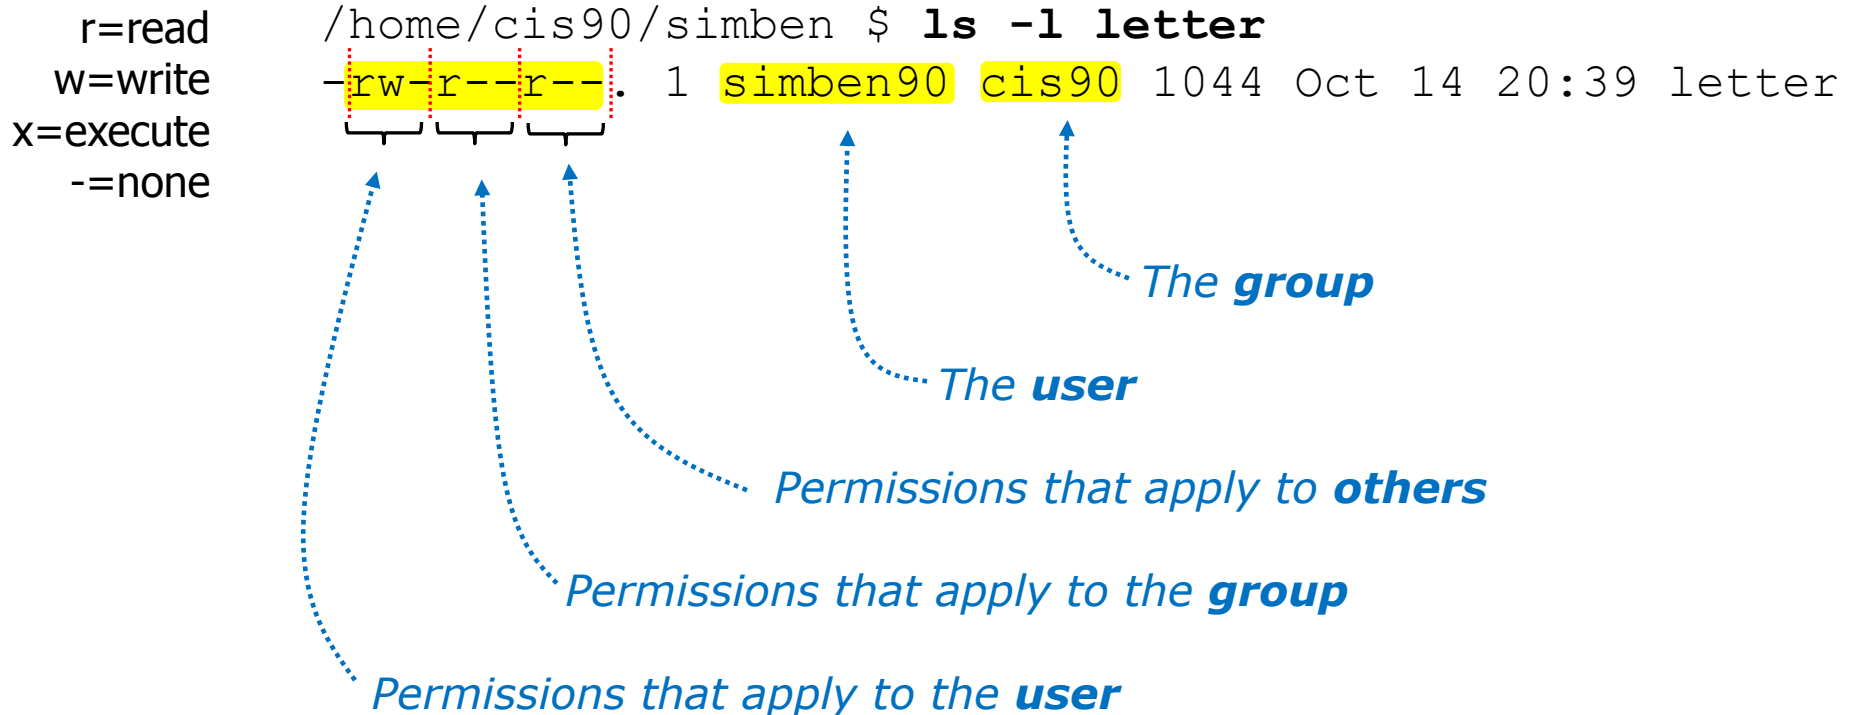 r=read
w=write
x=execute
-=none
/home/cis90/simben $ ls -l letter
-rw-r--r--. 1 simben90 cis90 1044 Oct 14 20:39 letter
The group
The user
Permissions that apply to others
Permissions that apply to the group
Permissions that apply to the user